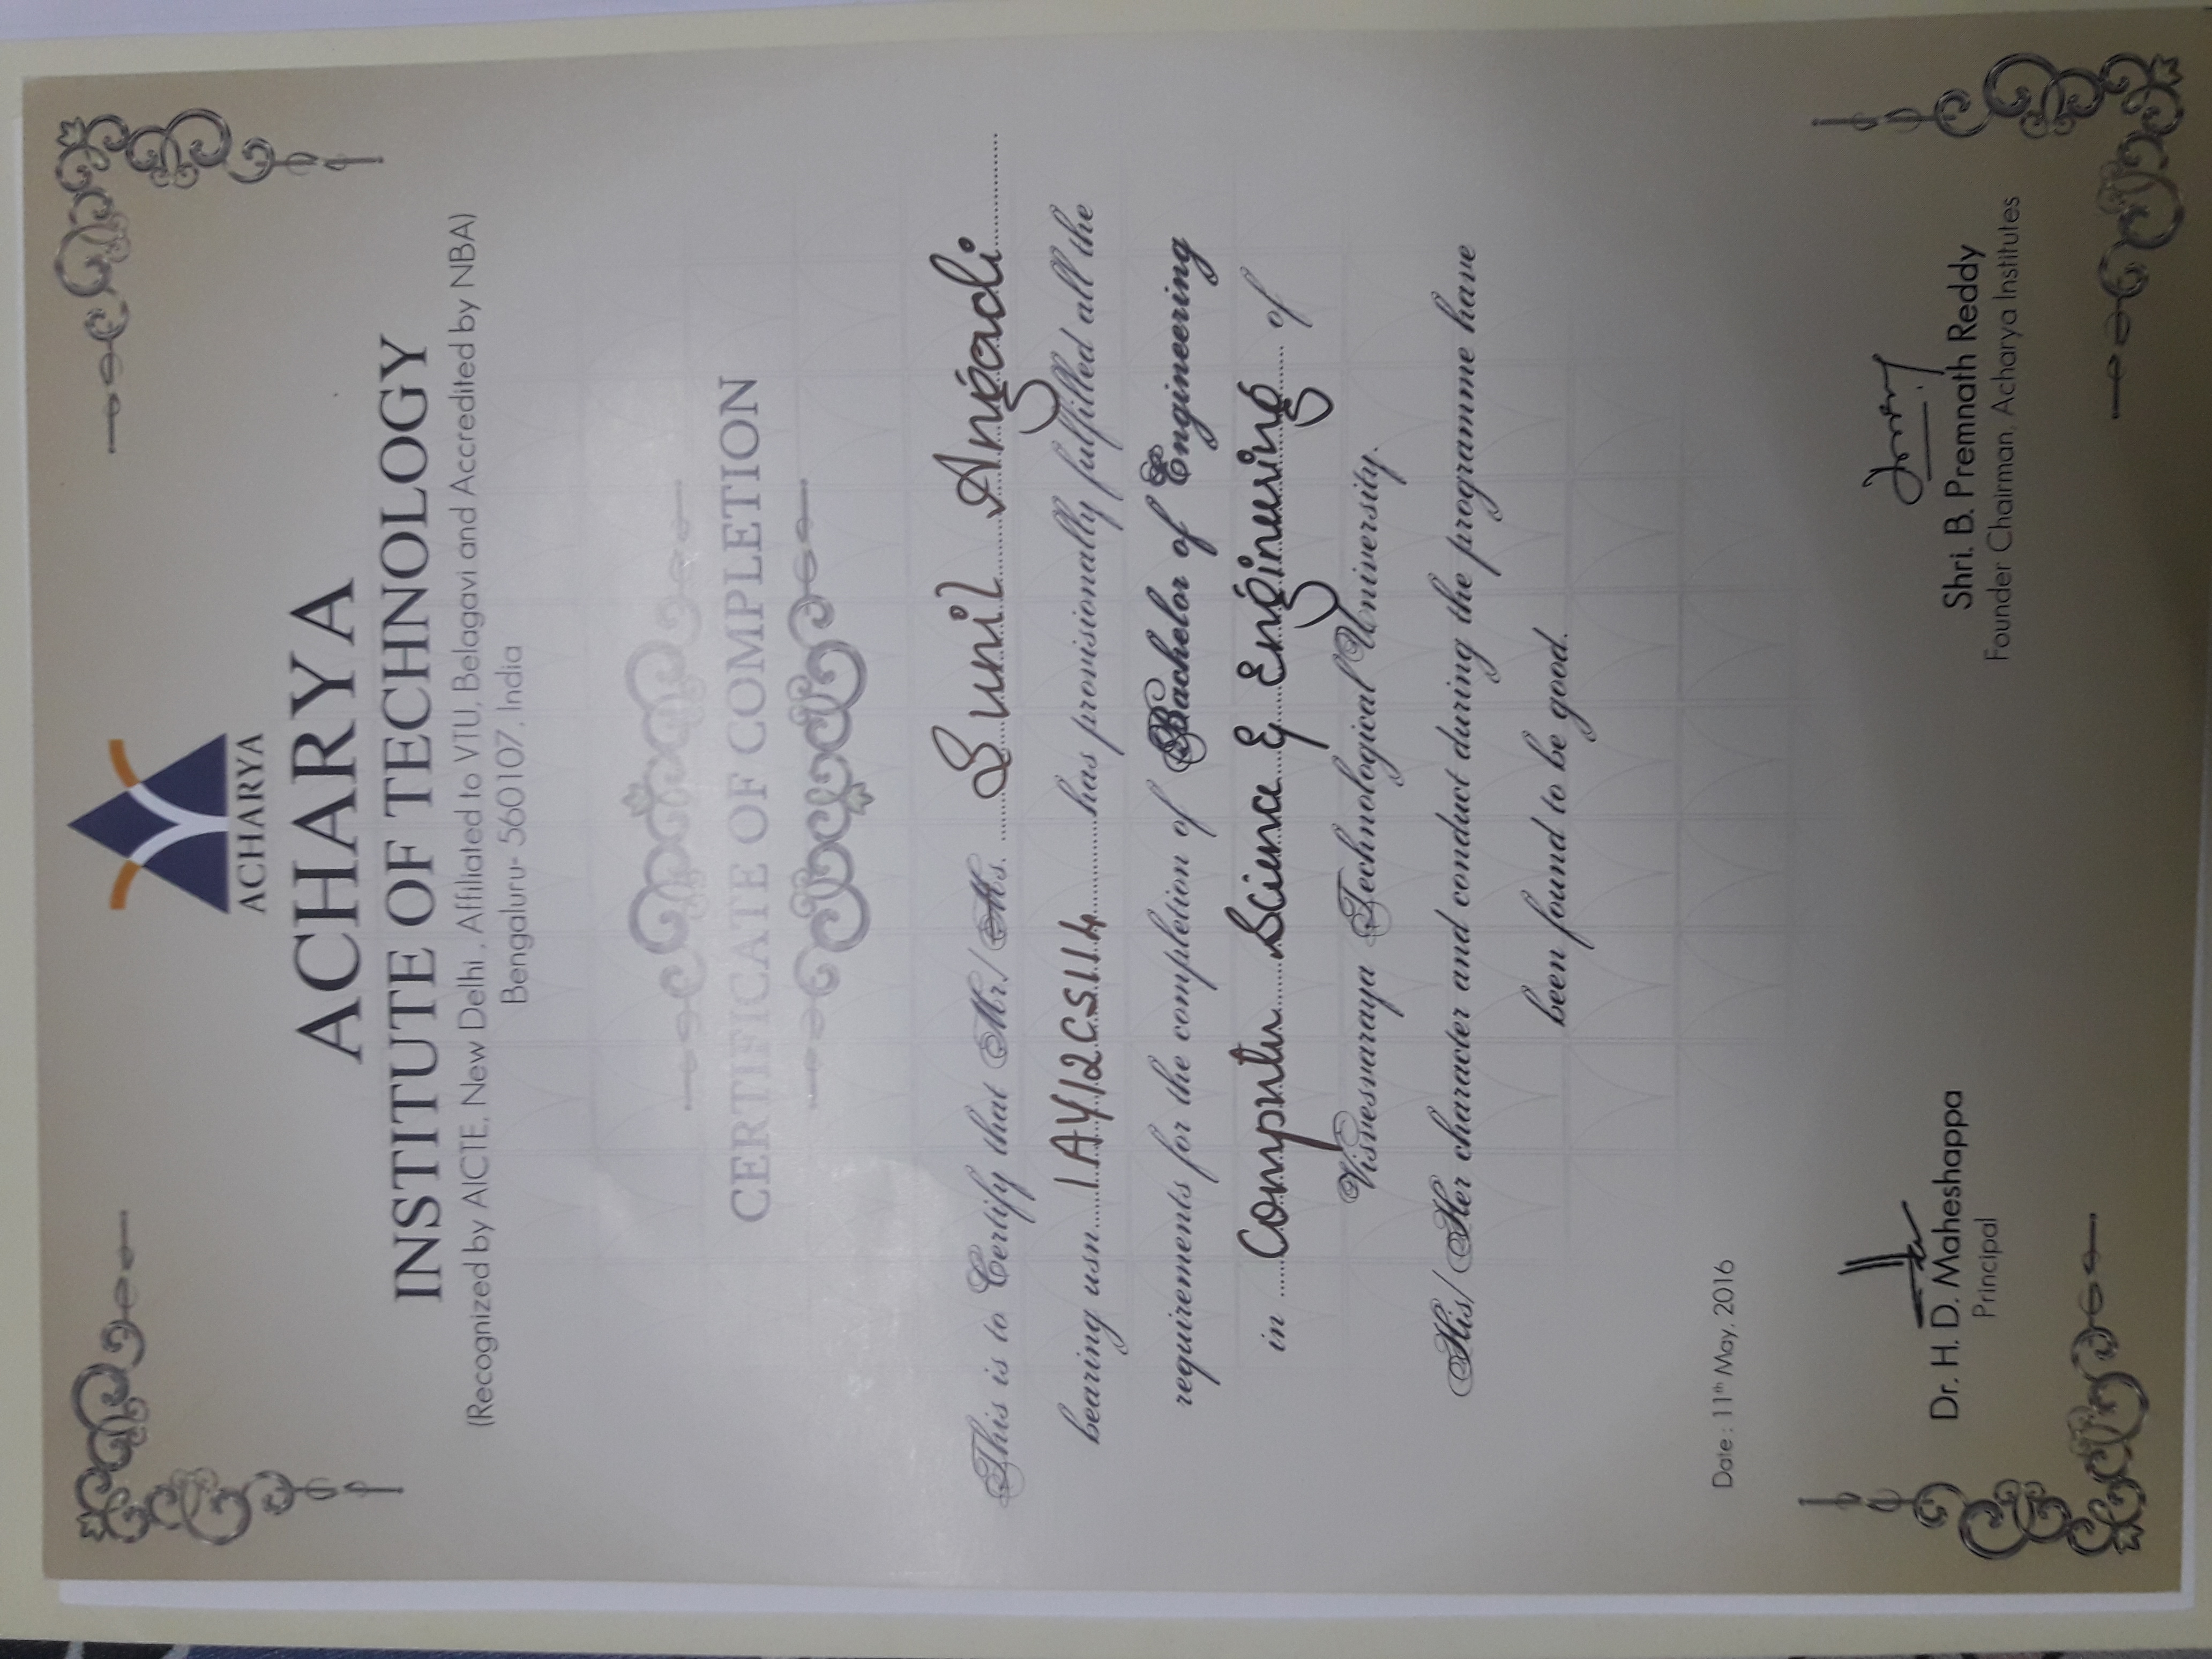 ACHARYA
ACHARYA
INSTITUTE OF TECHNOLOGY
(Recognized by AICTE, New Delhi , Affiliated to VTU, Belagavi and Accredited by NBA)
Bengaluru- 560107, India
CERTIFICATE OF COMPLETION
This is to Certify that Mr/ Ms. Sunil Angadi
bearing usn 1AY12CS114 has provisionally fulfilled all the
requirements for the completion of Bachelor of Engineering
in Computer Science & Engineering of
Visvesvaraya Technological University.
His/ Her character and conduct during the programme have
been found to be good.
Date : 11th May, 2016
Dr. H. D. Maheshappa
Principal
Shri. B. Premnath Reddy
Founder Chairman, Acharya Institutes